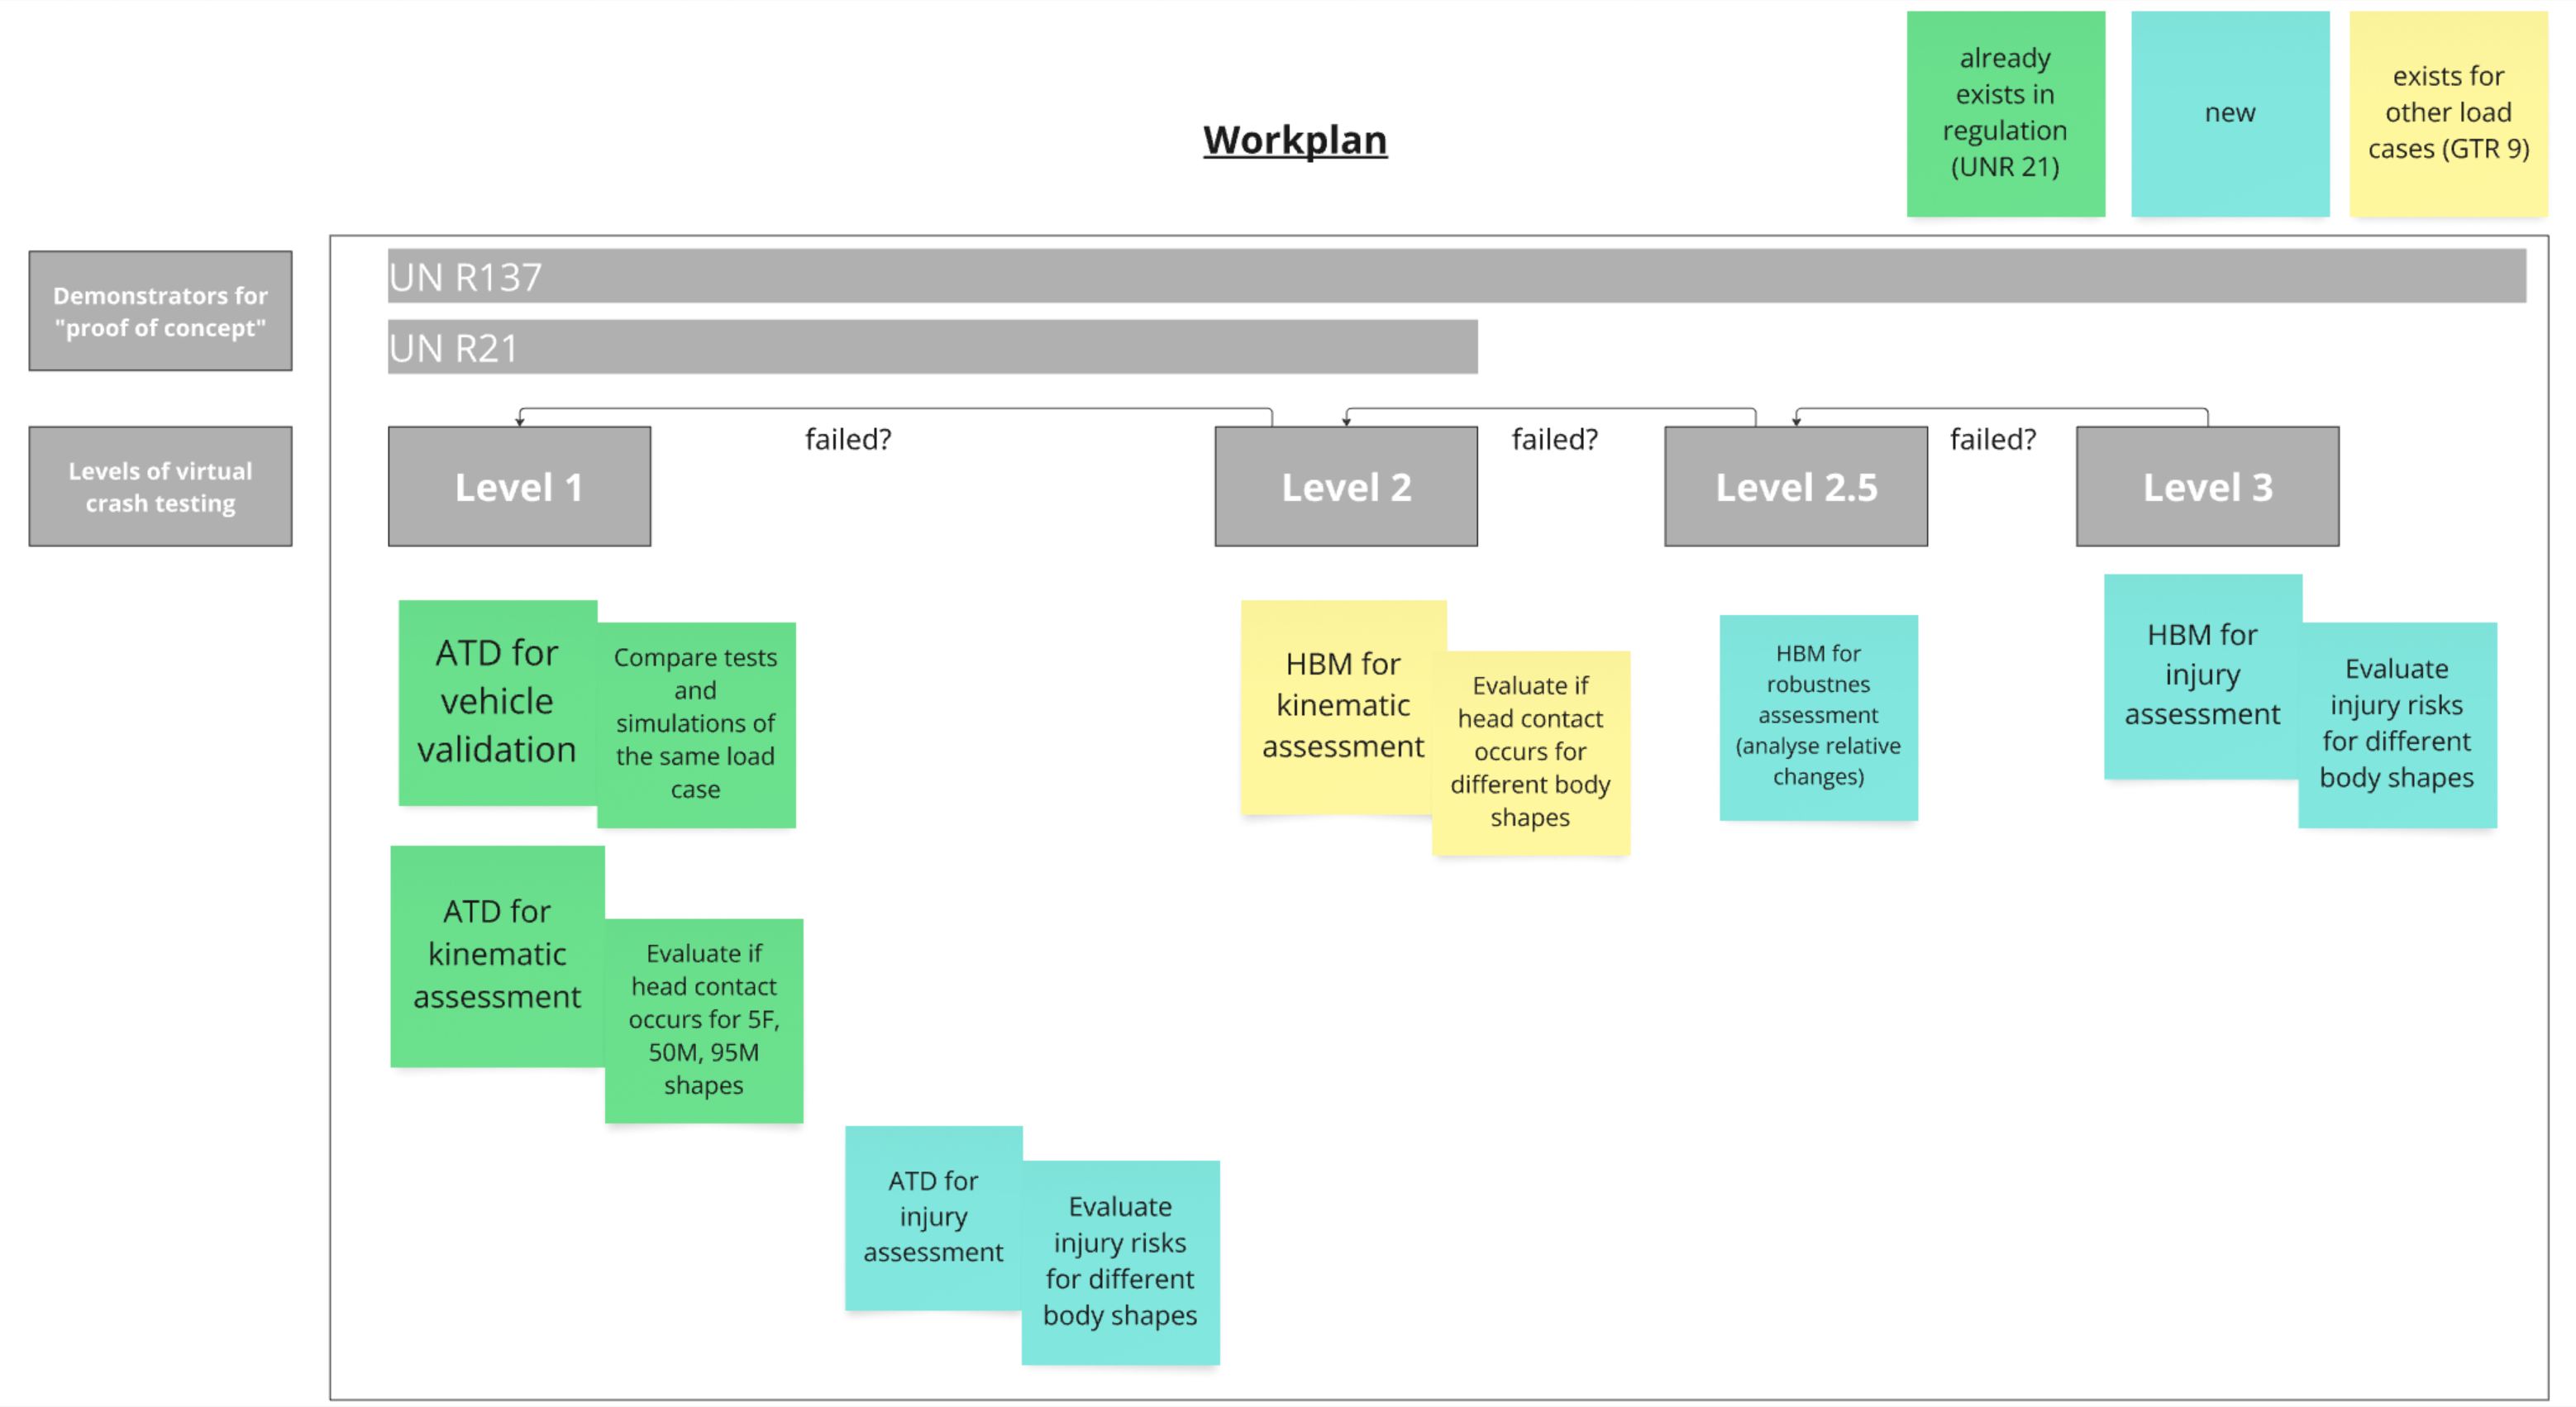 already
exists in
regulation
(UNR 21)
new
exists for
other load
cases (GTR 9)
Workplan
Demonstrators for
"proof of concept"
UN R137
UN R21
Levels of virtual
crash testing
failed?
failed?
failed?
Level 1
Level 2
Level 2.5
Level 3
ATD for
vehicle
validation
Compare tests
and
simulations of
the same load
case
HBM for
kinematic
assessment
Evaluate if
head contact
occurs for
different body
shapes
HBM for
robustnes
assessment
(analyse relative
changes)
HBM for
injury
assessment
Evaluate
injury risks
for different
body shapes
ATD for
kinematic
assessment
Evaluate if
head contact
occurs for 5F,
50M, 95M
shapes
ATD for
injury
assessment
Evaluate
injury risks
for different
body shapes